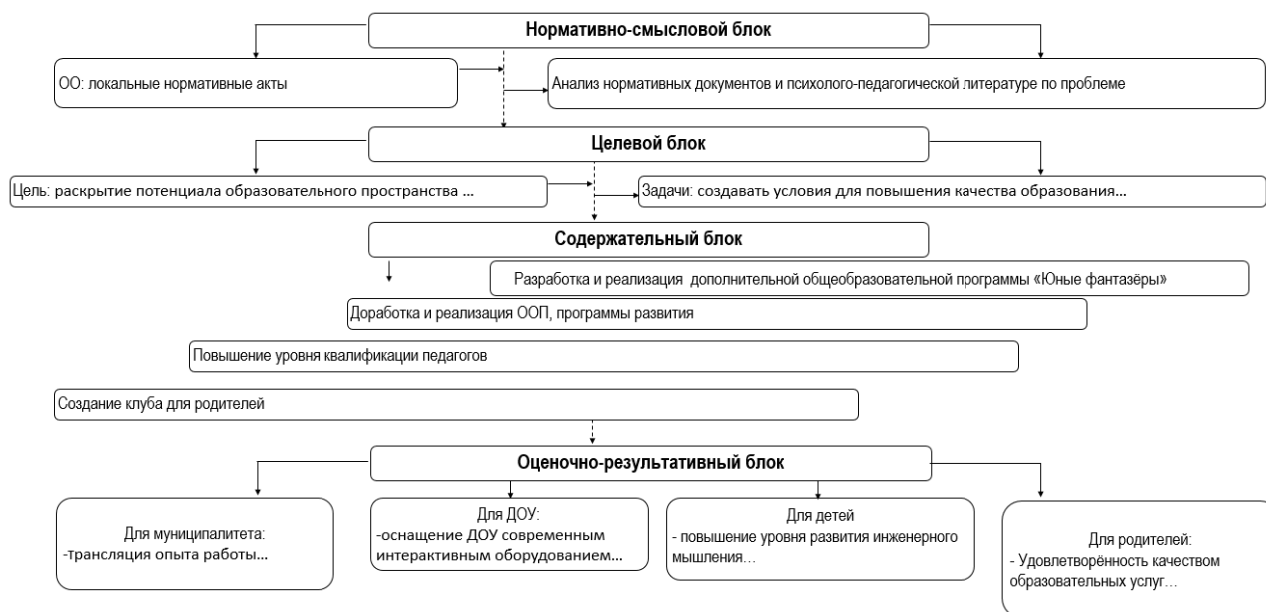 Нормативно-смысловой блок
ОО: локальные нормативные акты
Анализ нормативных документов и психолого-педагогической литературе по проблеме
Целевой блок
Цель: раскрытие потенциала образовательного пространства ...
Задачи: создавать условия для повышения качества образования...
Содержательный блок
Разработка и реализация дополнительной общеобразовательной программы «Юные фантазёры»
Доработка и реализация ООП, программы развития
Повышение уровня квалификации педагогов
Создание клуба для родителей
Оценочно-результативный блок
Для муниципалитета:
-трансляция опыта работы...
Для ДОУ:
-оснащение ДОУ современным
интерактивным оборудованием...
Для детей
- повышение уровня развития инженерного
мышления...
Для родителей:
- Удовлетворённость качеством
образовательных услуг...